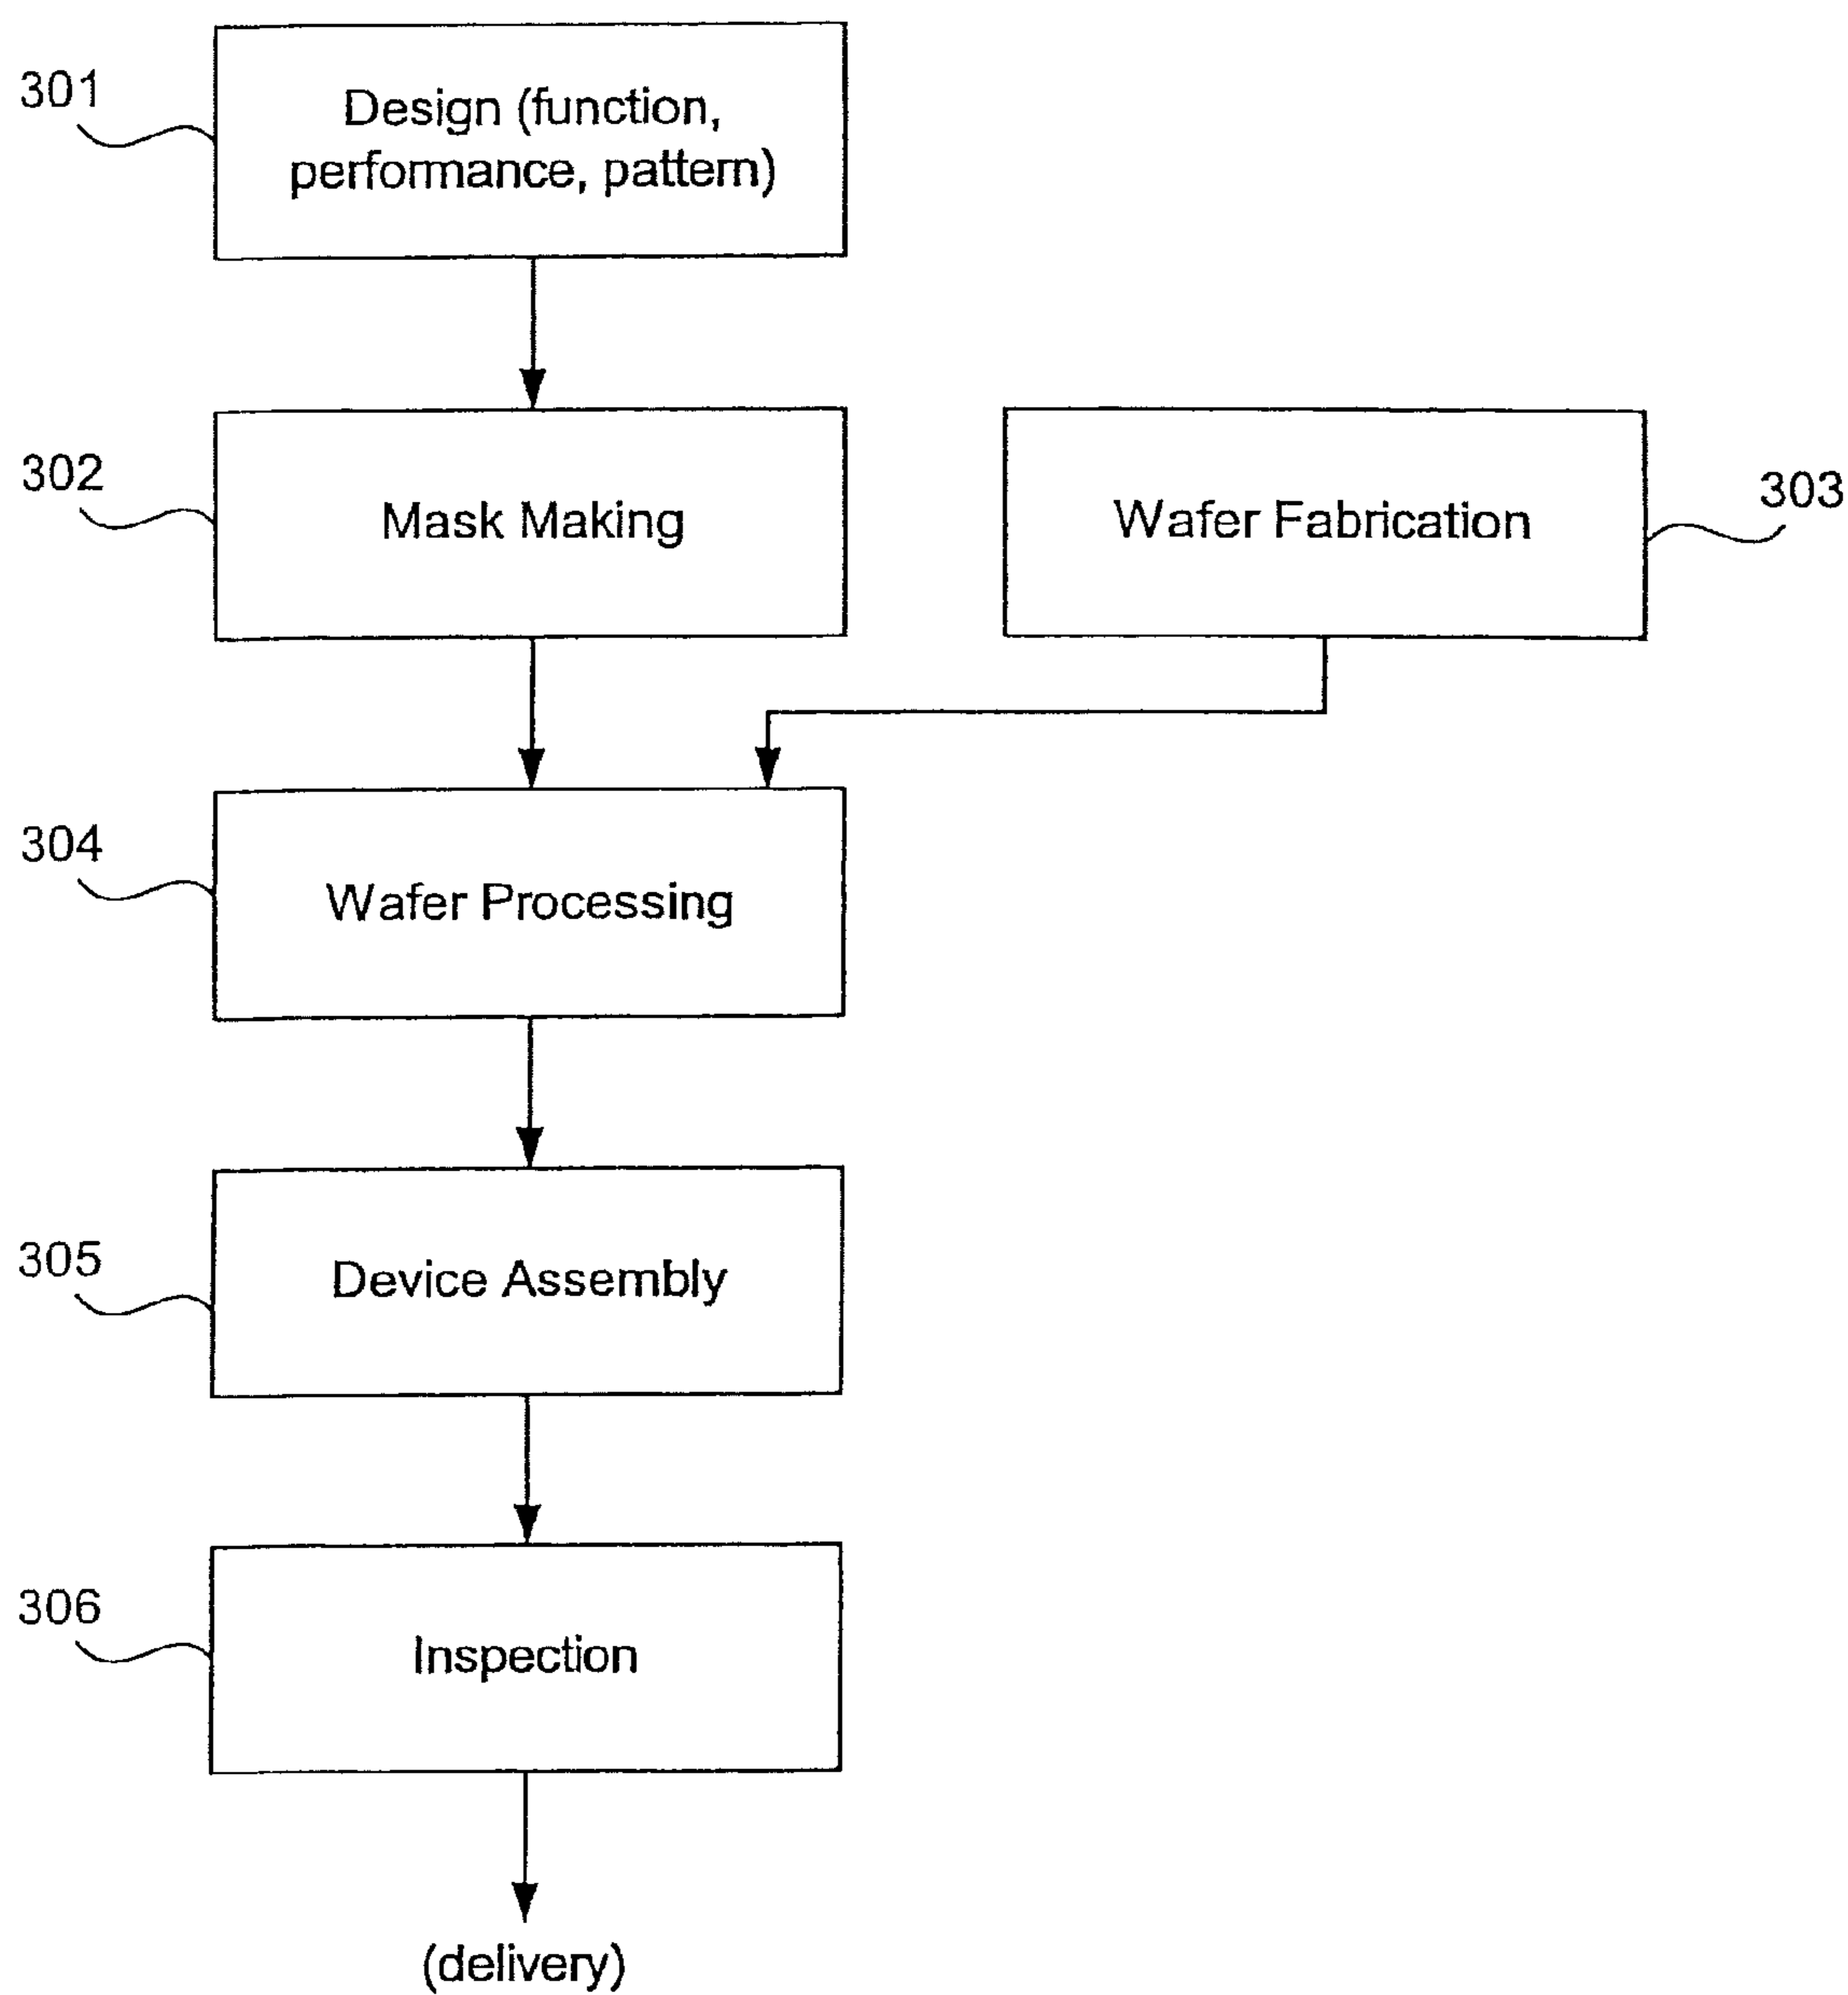 301
Design (function,
performance, pattern)
302
Mask Making
Wafer Fabrication
303
304
Wafer Processing
305
Device Assembly
306
Inspection
(delivery)